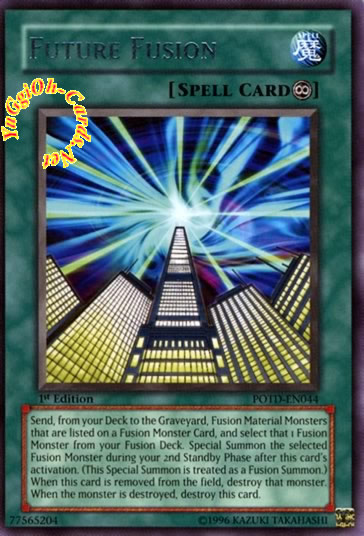 Future Fusion
魔
[Spell Card∞]
YuGgiOh-Cards.Net
1st Edition
POTD-EN044
Send, from your Deck to the Graveyard, Fusion Material Monsters
that are listed on a Fusion Monster Card, and select that 1 Fusion
Monster from your Fusion Deck. Special Summon the selected
Fusion Monster during your 2nd Standby Phase after this card's
activation. (This Special Summon is treated as a Fusion Summon.)
When this card is removed from the field, destroy that monster.
When the monster is destroyed, destroy this card.
77565204
©1996 KAZUKI TAKAHASHI